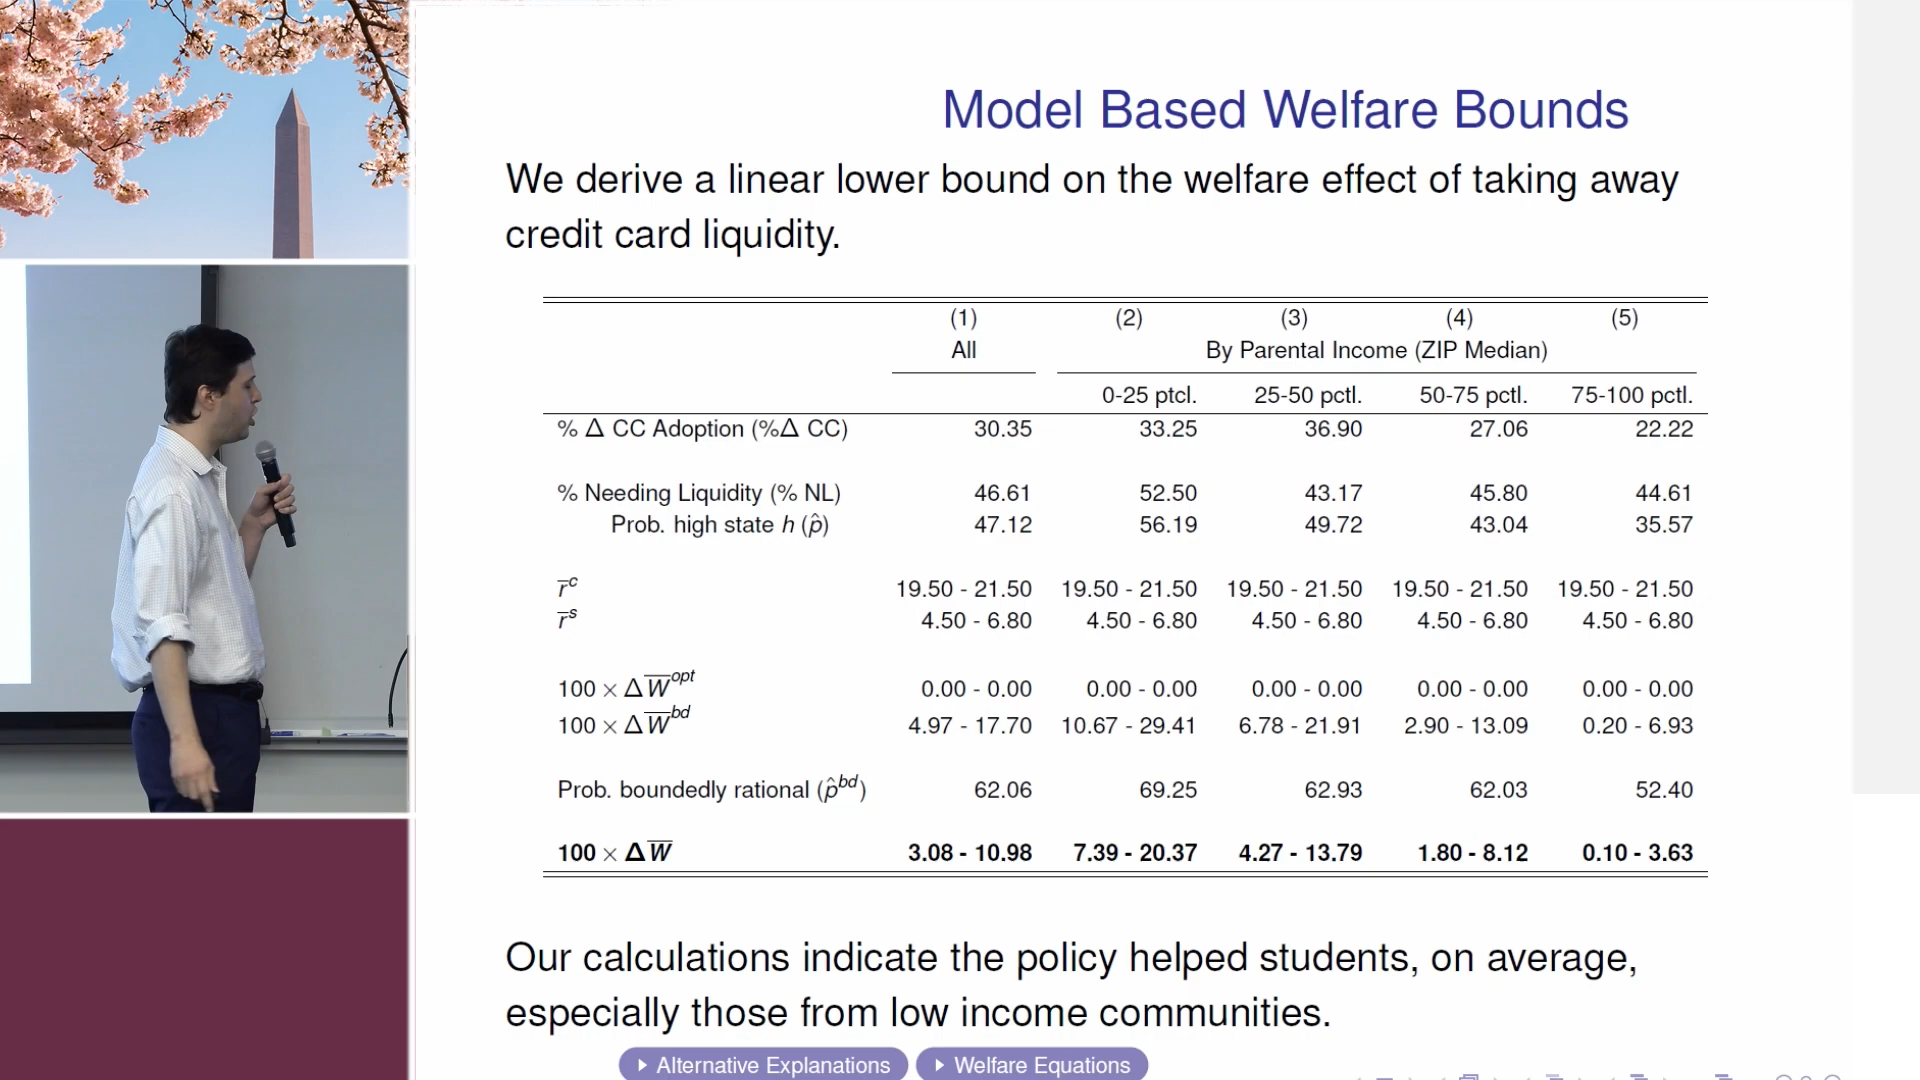 Model Based Welfare Bounds
We derive a linear lower bound on the welfare effect of taking away
credit card liquidity.
(1) (2) (3) (4) (5)
All By Parental Income (ZIP Median)
0-25 ptcl. 25-50 pctl. 50-75 pctl. 75-100 pctl.
% Δ CC Adoption (%Δ CC) 30.35 33.25 36.90 27.06 22.22
% Needing Liquidity (% NL) 46.61 52.50 43.17 45.80 44.61
Prob. high state h (p̂) 47.12 56.19 49.72 43.04 35.57
r̅ᶜ 19.50 - 21.50 19.50 - 21.50 19.50 - 21.50 19.50 - 21.50 19.50 - 21.50
r̅ˢ 4.50 - 6.80 4.50 - 6.80 4.50 - 6.80 4.50 - 6.80 4.50 - 6.80
100 × ΔW̅^opt 0.00 - 0.00 0.00 - 0.00 0.00 - 0.00 0.00 - 0.00 0.00 - 0.00
100 × ΔW̅^bd 4.97 - 17.70 10.67 - 29.41 6.78 - 21.91 2.90 - 13.09 0.20 - 6.93
Prob. boundedly rational (p̂^bd) 62.06 69.25 62.93 62.03 52.40
100 × ΔW̅ 3.08 - 10.98 7.39 - 20.37 4.27 - 13.79 1.80 - 8.12 0.10 - 3.63
Our calculations indicate the policy helped students, on average,
especially those from low income communities.
Alternative Explanations Welfare Equations